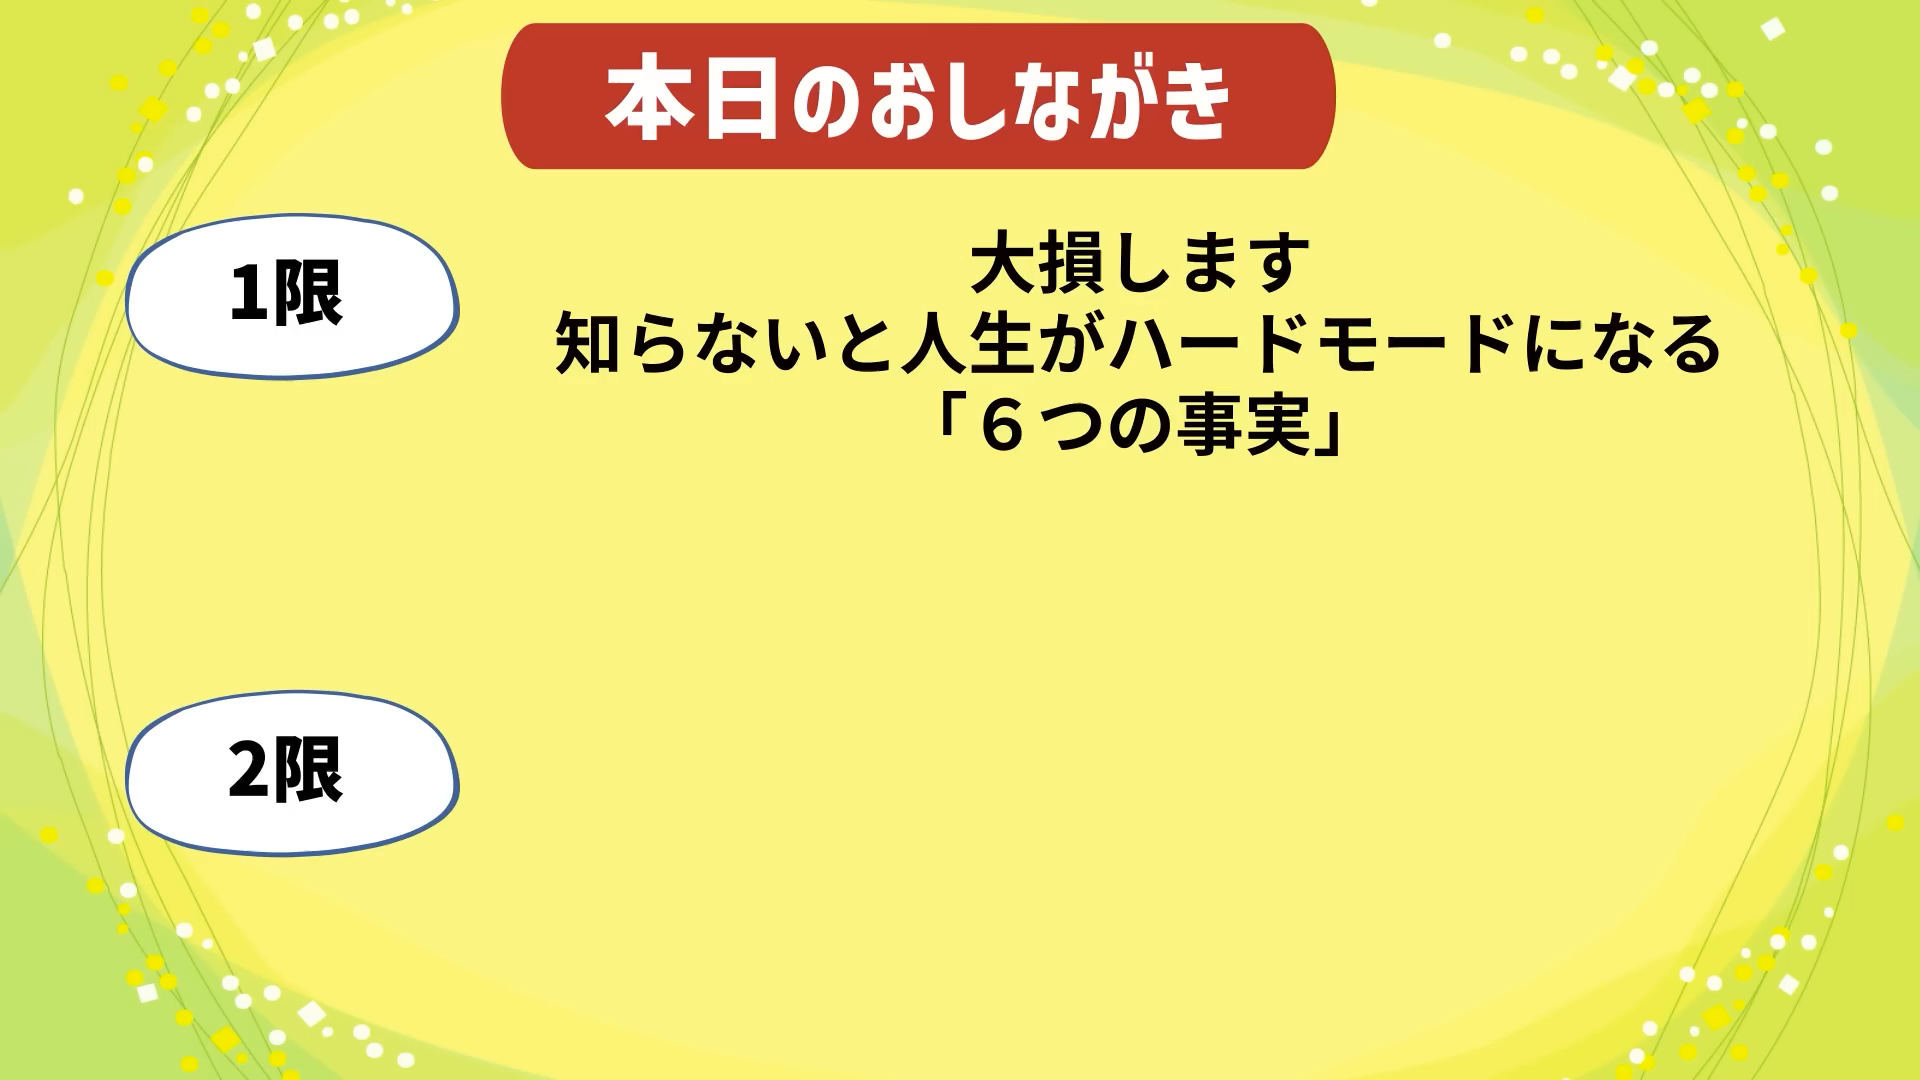 本日のおしながき
1限
大損します
知らないと人生がハードモードになる
「６つの事実」
2限